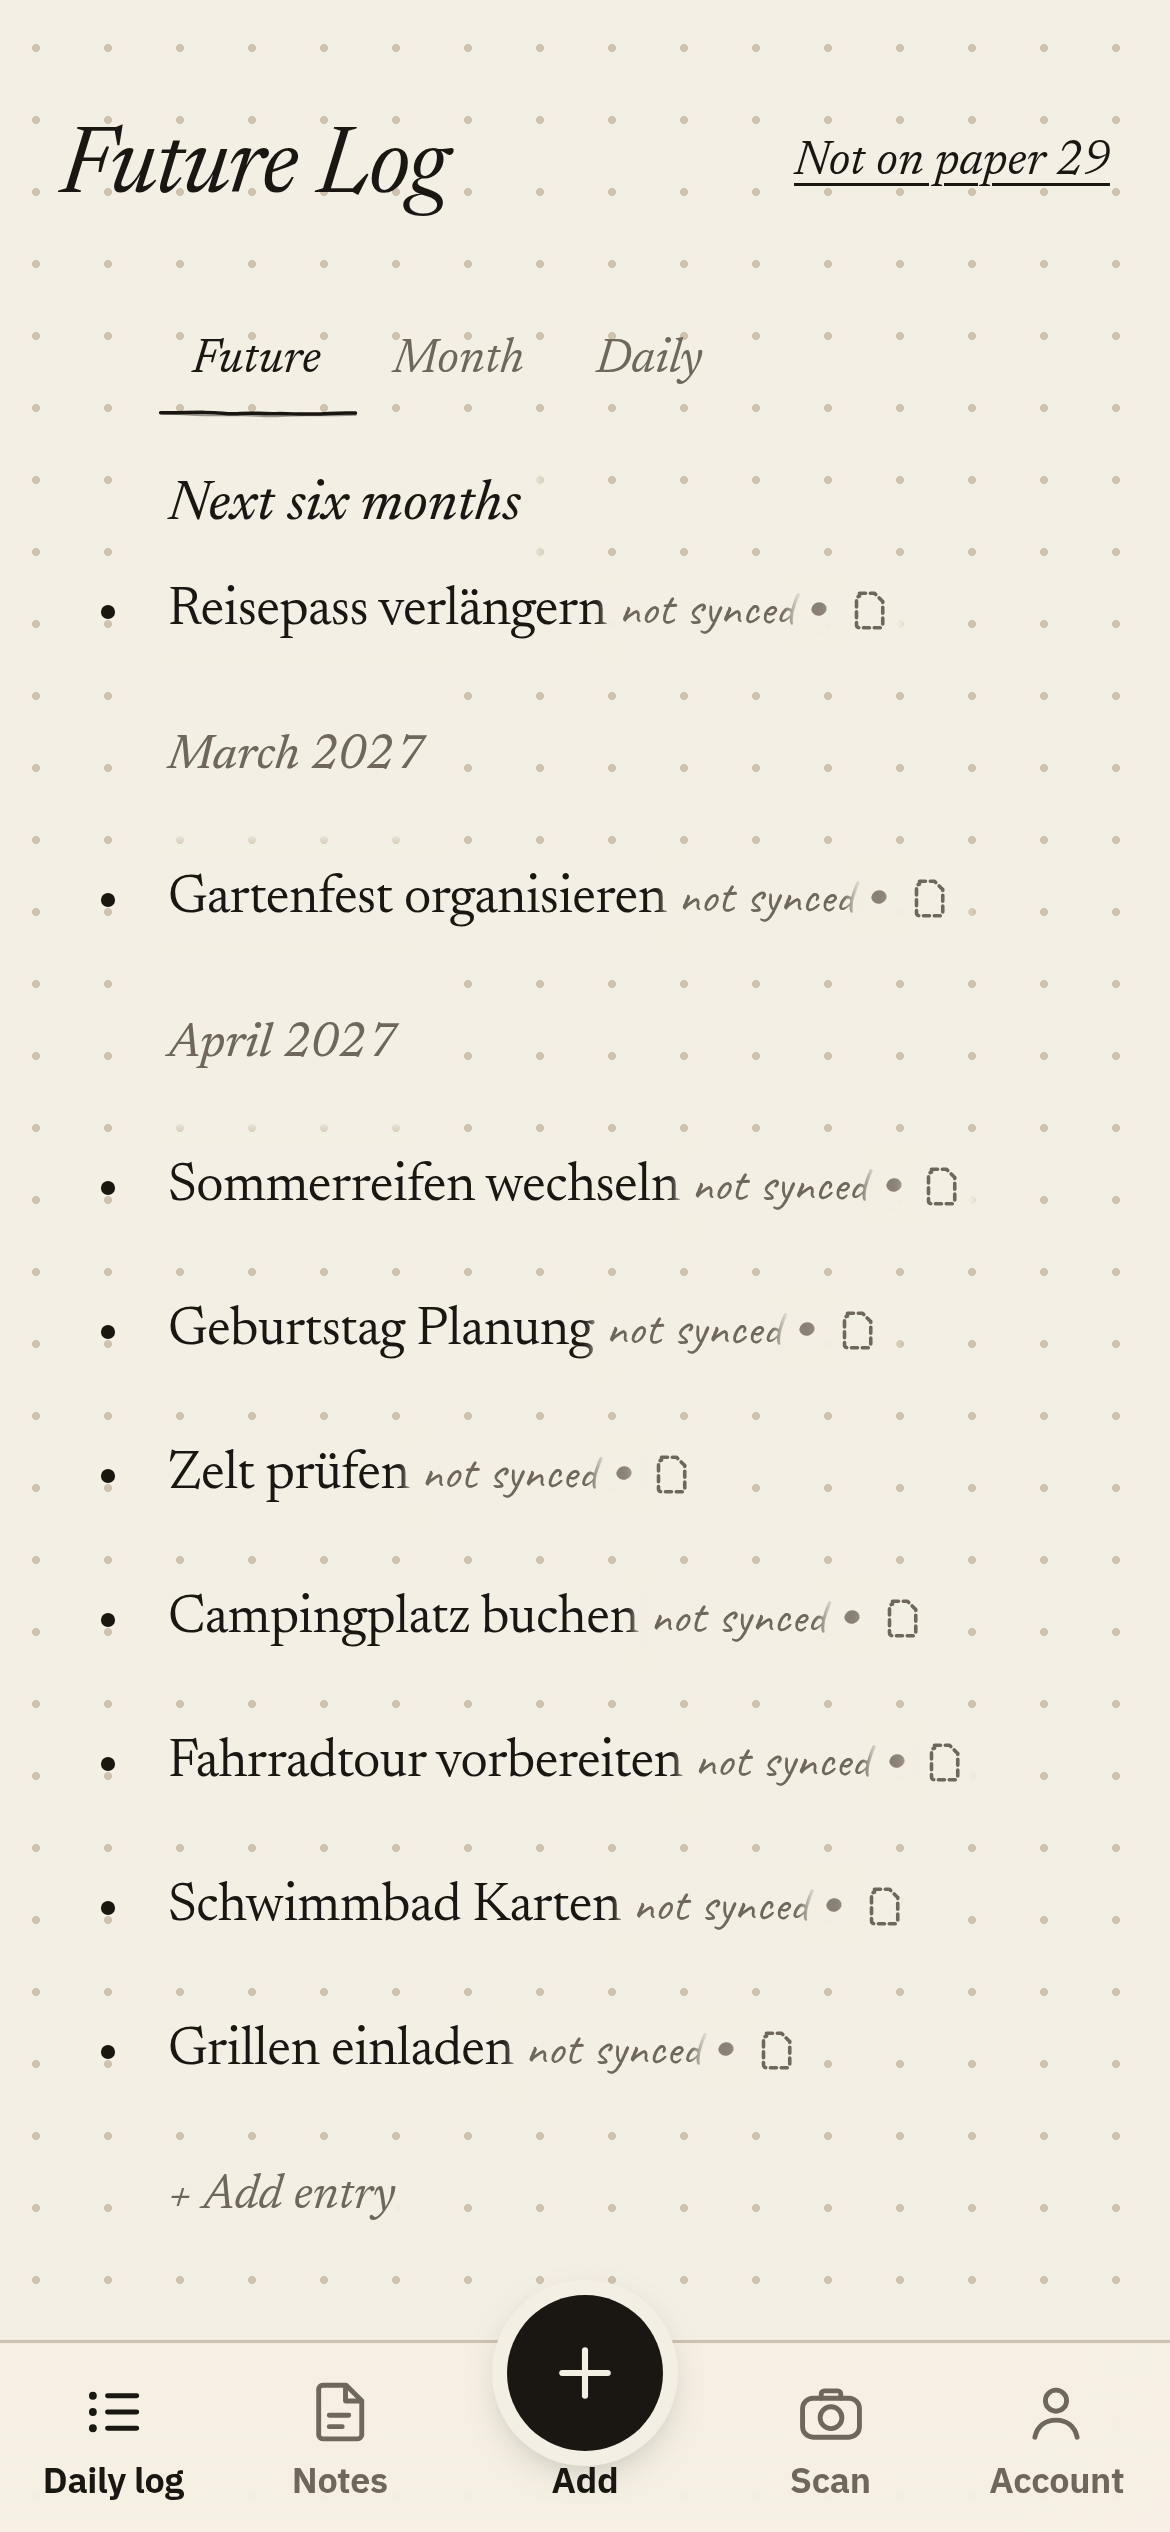 Future Log
Not on paper 29
Future Month Daily
Next six months
• Reisepass verlängern not synced •
March 2027
• Gartenfest organisieren not synced •
April 2027
• Sommerreifen wechseln not synced •
• Geburtstag Planung not synced •
• Zelt prüfen not synced •
• Campingplatz buchen not synced •
• Fahrradtour vorbereiten not synced •
• Schwimmbad Karten not synced •
• Grillen einladen not synced •
+ Add entry
Daily log Notes Add Scan Account